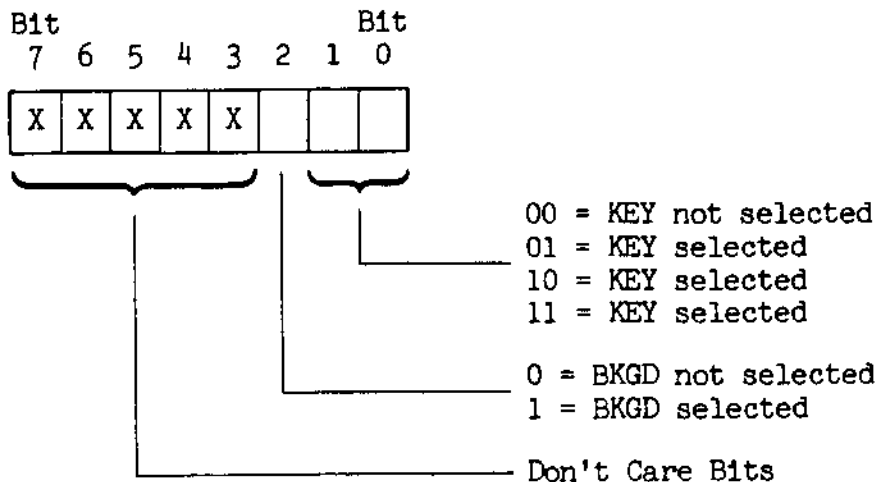 Bit Bit
7 6 5 4 3 2 1 0
X X X X X
00 = KEY not selected
01 = KEY selected
10 = KEY selected
11 = KEY selected
0 = BKGD not selected
1 = BKGD selected
Don't Care Bits